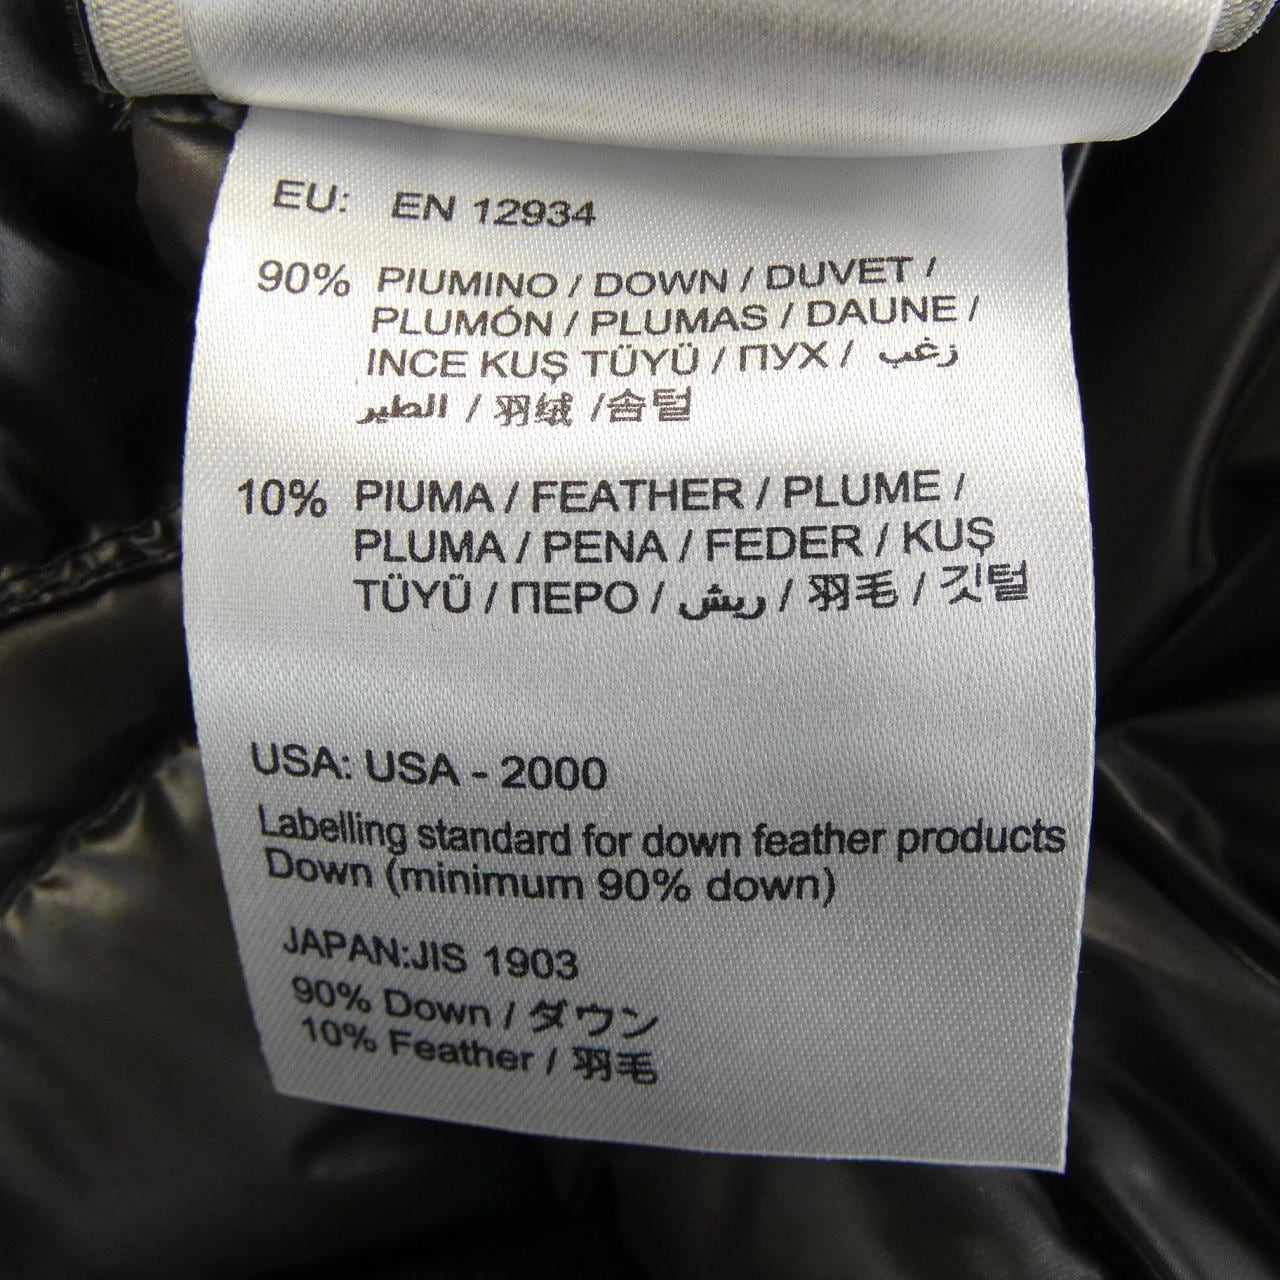 EU: EN 12934
90% PIUMINO / DOWN / DUVET /
PLUMÓN / PLUMAS / DAUNE /
INCE KUŞ TÜYÜ / ПУХ / زغب
الطير / 羽绒 /솜털
10% PIUMA / FEATHER / PLUME /
PLUMA / PENA / FEDER / KUŞ
TÜYÜ / ПЕРО / ريش / 羽毛 / 깃털
USA: USA - 2000
Labelling standard for down feather products
Down (minimum 90% down)
JAPAN:JIS 1903
90% Down / ダウン
10% Feather / 羽毛